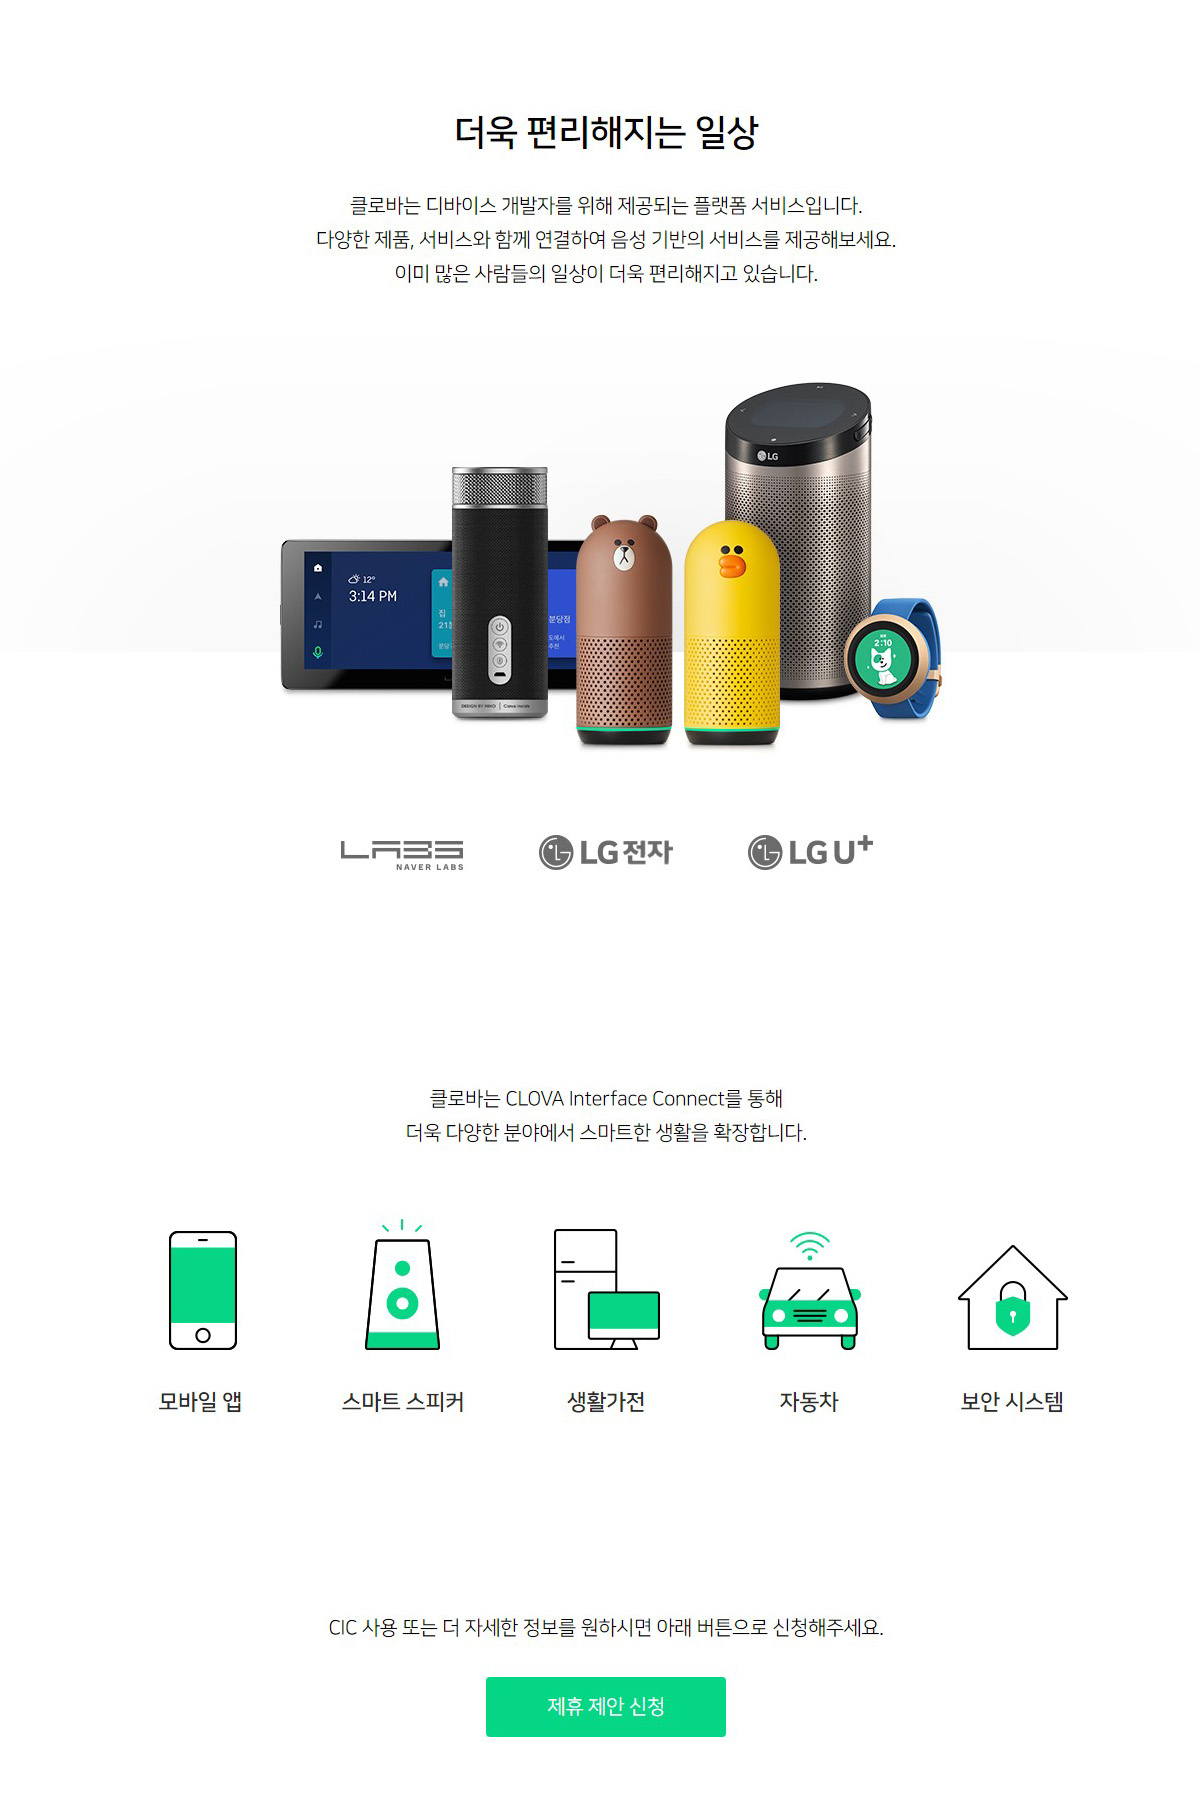 더욱 편리해지는 일상
클로바는 디바이스 개발자를 위해 제공되는 플랫폼 서비스입니다.
다양한 제품, 서비스와 함께 연결하여 음성 기반의 서비스를 제공해보세요.
이미 많은 사람들의 일상이 더욱 편리해지고 있습니다.
LG
12°
3:14 PM
집
분당점
도예서
추천
2:10
LABS
NAVER LABS
LG전자
LG U+
클로바는 CLOVA Interface Connect를 통해
더욱 다양한 분야에서 스마트한 생활을 확장합니다.
모바일 앱
스마트 스피커
생활가전
자동차
보안 시스템
CIC 사용 또는 더 자세한 정보를 원하시면 아래 버튼으로 신청해주세요.
제휴 제안 신청